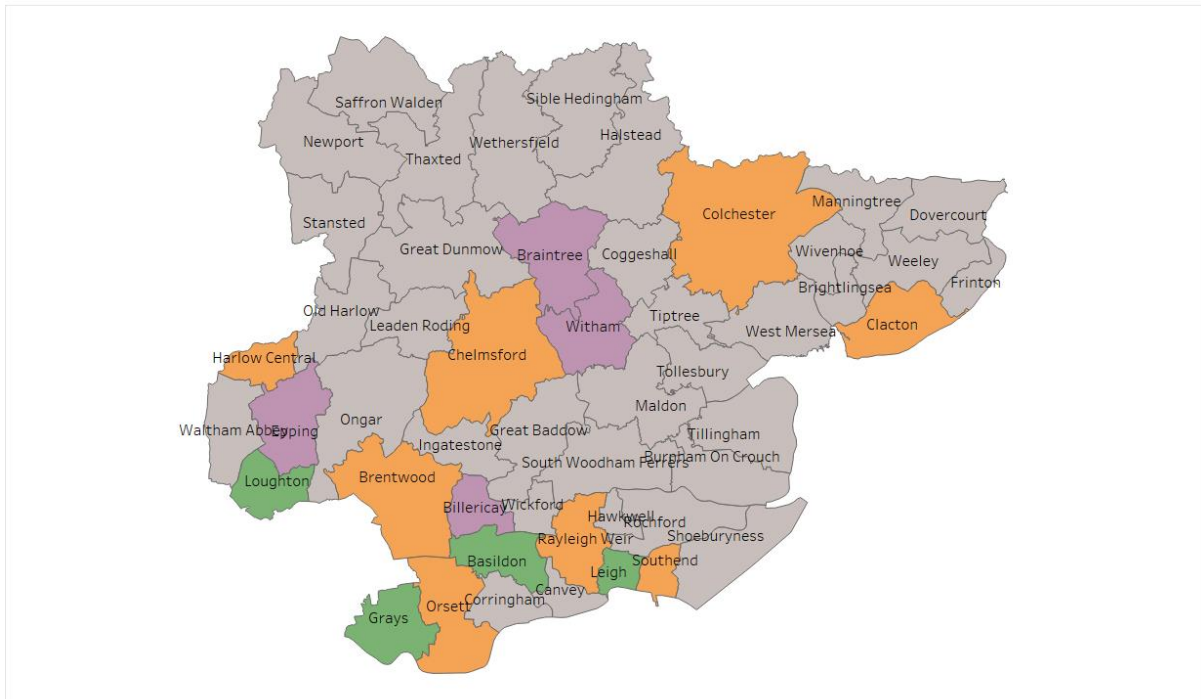 Saffron Walden
Sible Hedingham
Newport
Thaxted
Wethersfield
Halstead
Stansted
Great Dunmow
Braintree
Coggeshall
Colchester
Manningtree
Dovercourt
Wivenhoe
Weeley
Frinton
Brightlingsea
Old Harlow
Leaden Roding
Witham
Tiptree
West Mersea
Clacton
Harlow Central
Chelmsford
Tollesbury
Waltham Abbey
Epping
Ongar
Ingatestone
Great Baddow
Maldon
Tillingham
South Woodham Ferrers
Burnham On Crouch
Loughton
Brentwood
Billericay
Wickford
Rayleigh Weir
Hawkwell
Rochford
Shoeburyness
Basildon
Leigh
Southend
Grays
Orsett
Corringham
Canvey